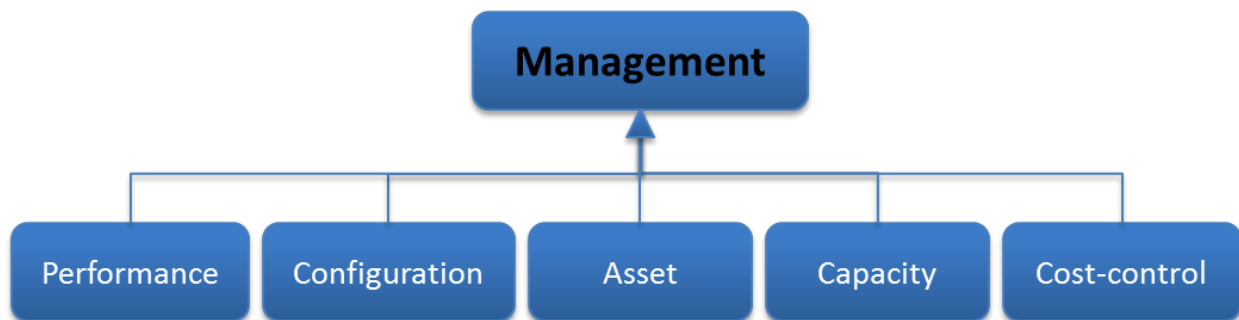 Management
Performance
Configuration
Asset
Capacity
Cost-control